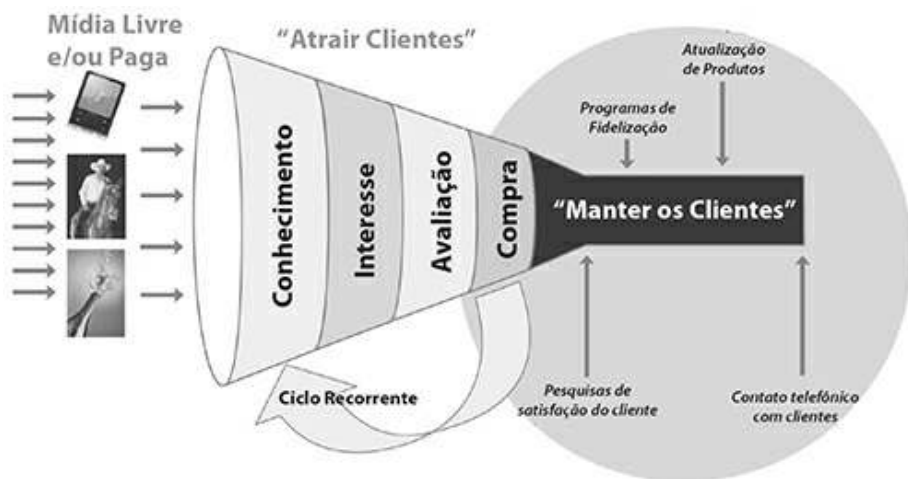 Mídia Livre
e/ou Paga
“Atrair Clientes”
Conhecimento
Interesse
Avaliação
Compra
Ciclo Recorrente
Atualização
de Produtos
Programas de
Fidelização
“Manter os Clientes”
Pesquisas de
satisfação do cliente
Contato telefônico
com clientes